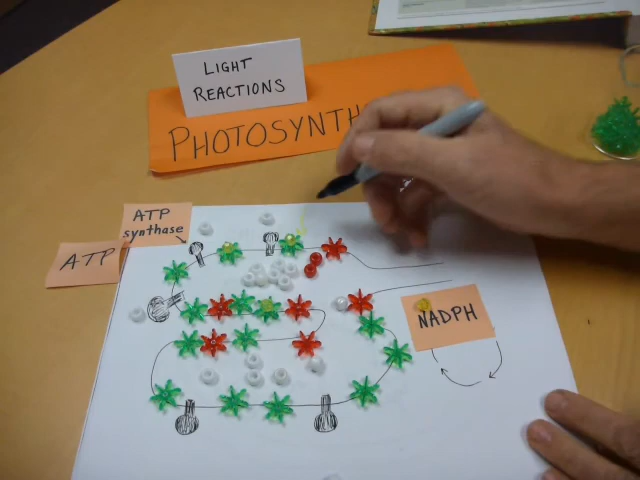 LIGHT
REACTIONS
PHOTOSYNTH
ATP
synthase
ATP
NADPH